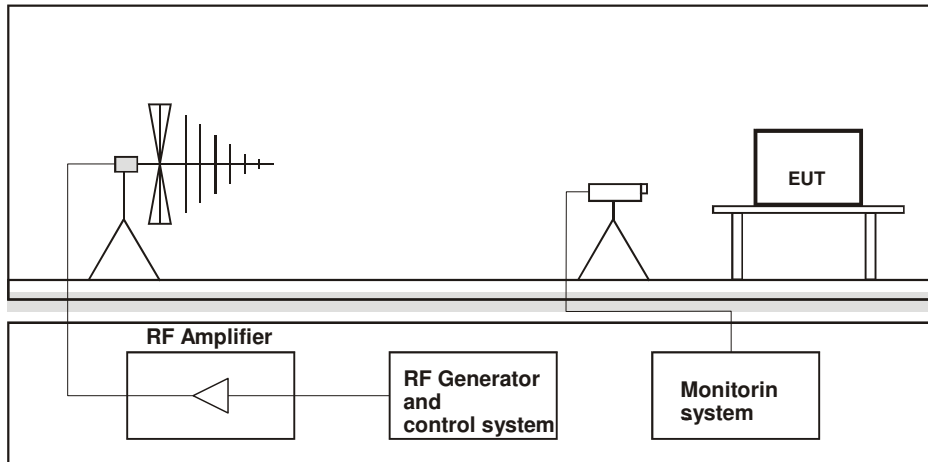 EUT
RF Amplifier
RF Generator
and
control system
Monitorin
system